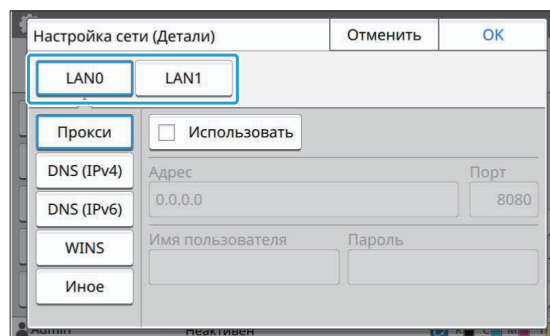 Настройка сети (Детали) Отменить OK
LAN0 LAN1
Прокси Использовать
DNS (IPv4) Адрес Порт
DNS (IPv6) 0.0.0.0 8080
WINS Имя пользователя Пароль
Иное
Admin Неактивен K C M Y